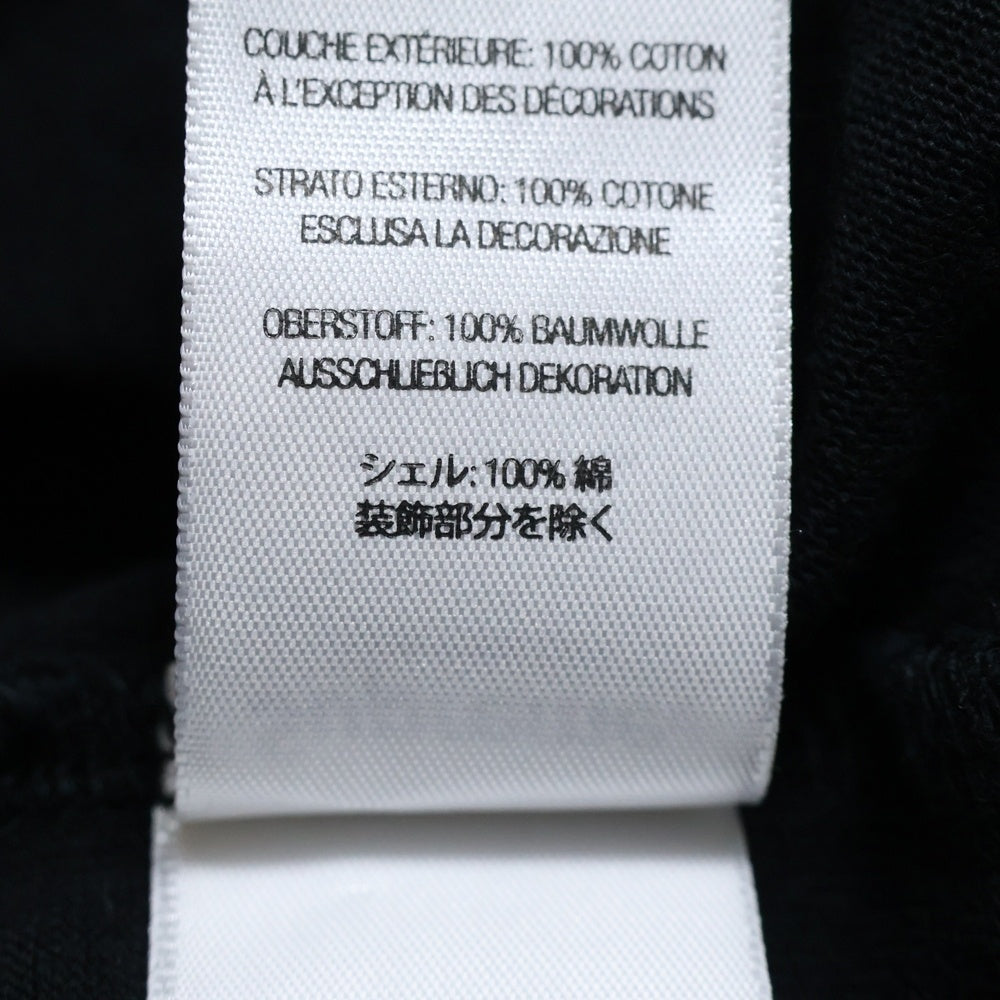 COUCHE EXTÉRIEURE: 100% COTON
À L'EXCEPTION DES DÉCORATIONS
STRATO ESTERNO: 100% COTONE
ESCLUSA LA DECORAZIONE
OBERSTOFF: 100% BAUMWOLLE
AUSSCHLIEßLICH DEKORATION
シェル: 100% 綿
装飾部分を除く